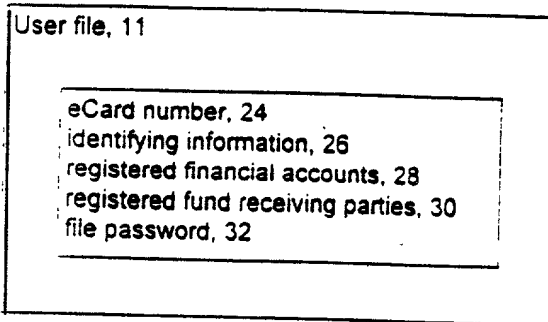 User file, 11
eCard number, 24
identifying information, 26
registered financial accounts, 28
registered fund receiving parties, 30
file password, 32